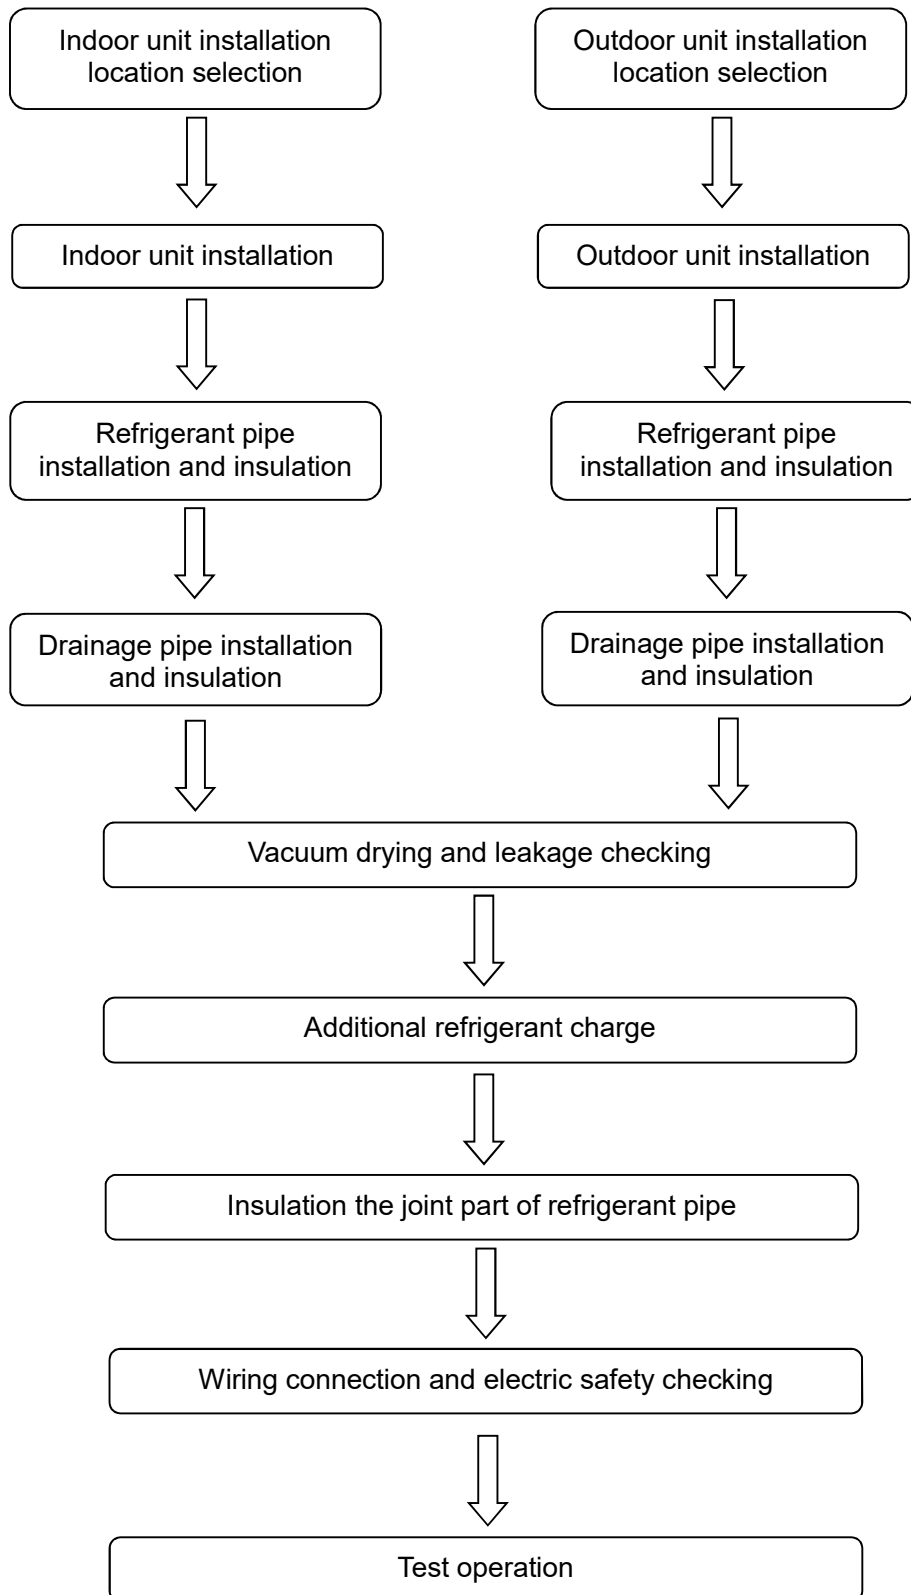 Indoor unit installation
location selection
Outdoor unit installation
location selection
Indoor unit installation
Outdoor unit installation
Refrigerant pipe
installation and insulation
Refrigerant pipe
installation and insulation
Drainage pipe installation
and insulation
Drainage pipe installation
and insulation
Vacuum drying and leakage checking
Additional refrigerant charge
Insulation the joint part of refrigerant pipe
Wiring connection and electric safety checking
Test operation